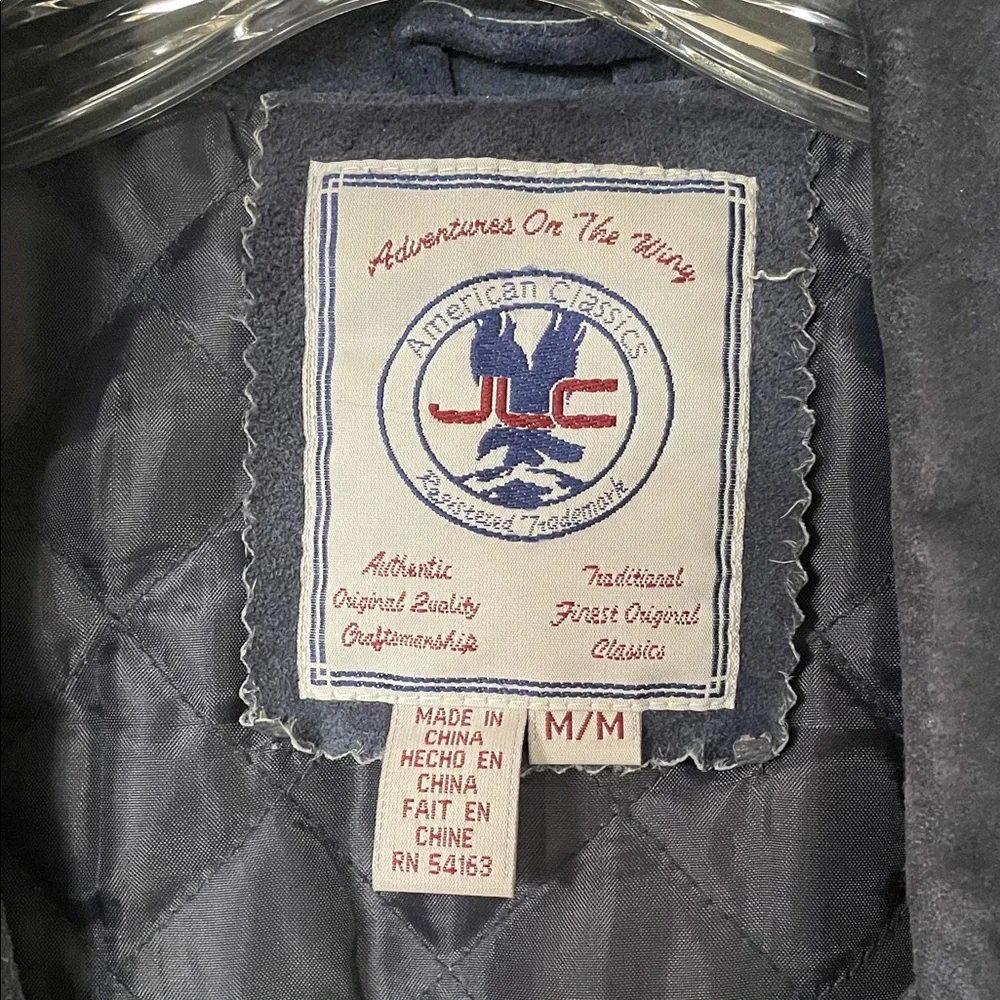 Adventures On The Wing
American Classics
JLC
Registered Trademark
Authentic
Original Quality
Craftsmanship
Traditional
Finest Original
Classics
MADE IN
CHINA
HECHO EN
CHINA
FAIT EN
CHINE
RN 54163
M/M